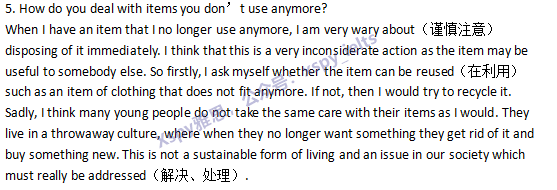 5. How do you deal with items you don't use anymore?
When I have an item that I no longer use anymore, I am very wary about（谨慎注意）
disposing of it immediately. I think that this is a very inconsiderate action as the item may be
useful to somebody else. So firstly, I ask myself whether the item can be reused（在利用）
such as an item of clothing that does not fit anymore. If not, then I would try to recycle it.
Sadly, I think many young people do not take the same care with their items as I would. They
live in a throwaway culture, where when they no longer want something they get rid of it and
buy something new. This is not a sustainable form of living and an issue in our society which
must really be addressed（解决、处理）.